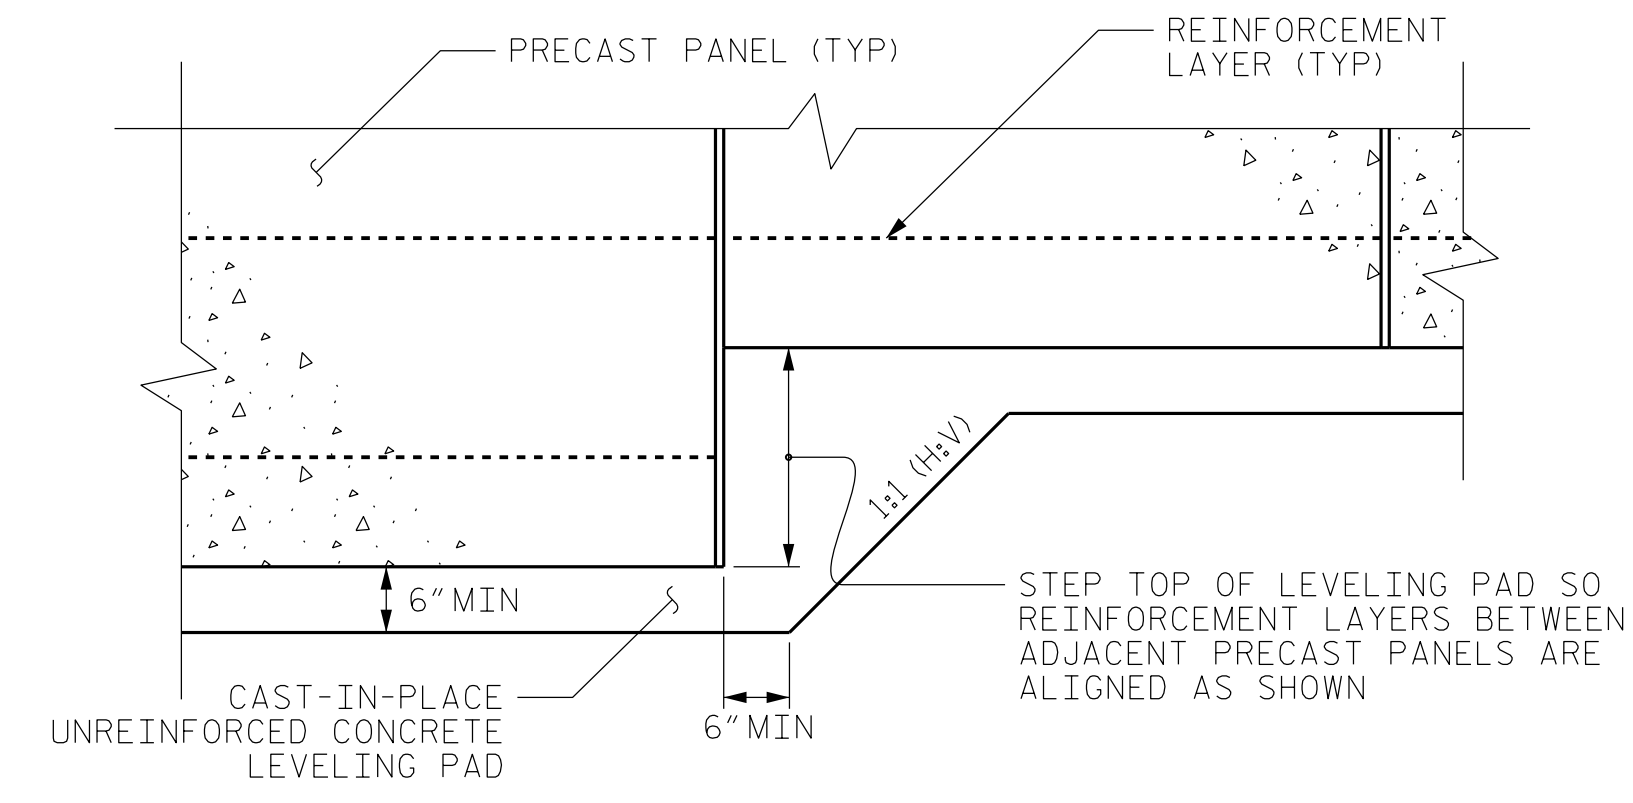 PRECAST PANEL (TYP)
REINFORCEMENT
LAYER (TYP)
1:1 (H:V)
6" MIN
STEP TOP OF LEVELING PAD SO
REINFORCEMENT LAYERS BETWEEN
ADJACENT PRECAST PANELS ARE
ALIGNED AS SHOWN
CAST-IN-PLACE
UNREINFORCED CONCRETE
LEVELING PAD
6" MIN